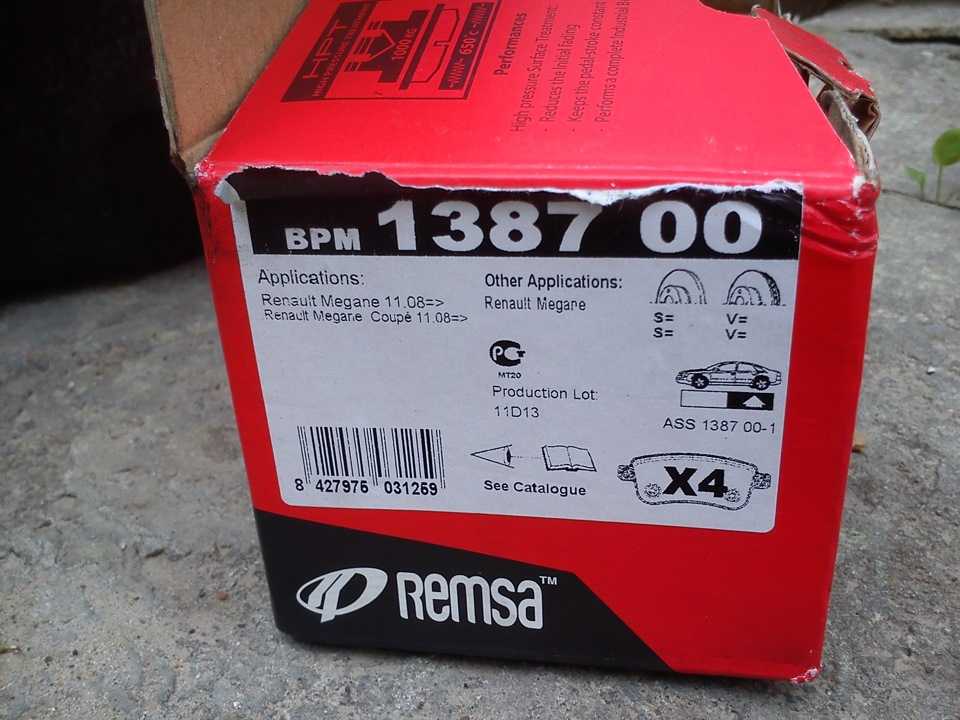 HPT
1000 KG
650°C
Performances
High pressure Surface Treatment:
- Reduces the Initial Fading
- Keeps the pedal-stroke constant
- Performs a complete Industrial
BPM 1387 00
Applications:
Renault Megane 11.08=>
Renault Megane Coupé 11.08=>
Other Applications:
Renault Megane
S= V=
S= V=
PCT
MT20
Production Lot:
11D13
ASS 1387 00-1
8 427976 031269
See Catalogue
X4
Remsa™